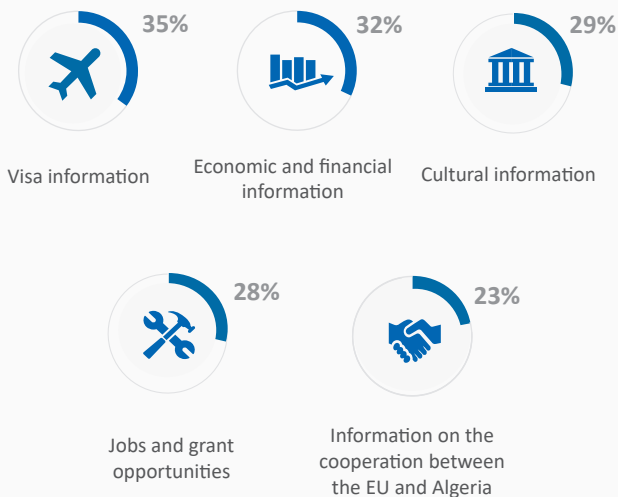 35%
32%
29%
Visa information
Economic and financial
information
Cultural information
28%
23%
Jobs and grant
opportunities
Information on the
cooperation between
the EU and Algeria